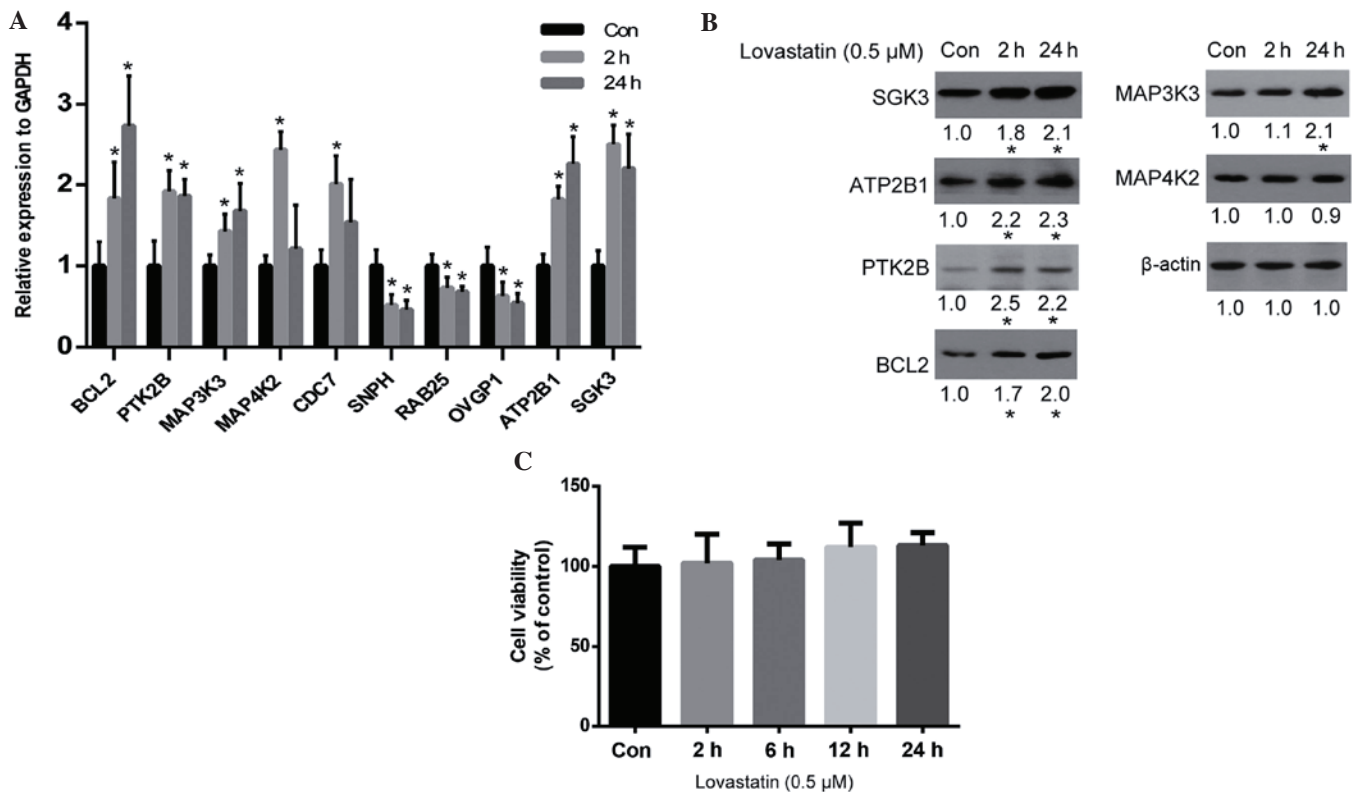 A
Relative expression to GAPDH
4
3
2
1
0
Con
2 h
24 h
* * * * * * * * * * * * * * * * * *
BCL2 PTK2B MAP3K3 MAP4K2 CDC7 SNPH RAB25 OVGP1 ATP2B1 SGK3
B
Lovastatin (0.5 µM) Con 2 h 24 h
SGK3
1.0 1.8 2.1
* *
ATP2B1
1.0 2.2 2.3
* *
PTK2B
1.0 2.5 2.2
* *
BCL2
1.0 1.7 2.0
* *
Con 2 h 24 h
MAP3K3
1.0 1.1 2.1
*
MAP4K2
1.0 1.0 0.9
β-actin
1.0 1.0 1.0
C
Cell viability
(% of control)
150
100
50
0
Con 2 h 6 h 12 h 24 h
Lovastatin (0.5 µM)